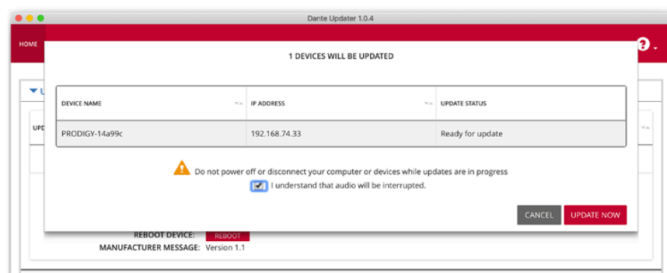 Dante Updater 1.0.4
HOME
?
1 DEVICES WILL BE UPDATED
DEVICE NAME IP ADDRESS UPDATE STATUS
UPD
PRODIGY-14a99c 192.168.74.33 Ready for update
Do not power off or disconnect your computer or devices while updates are in progress
I understand that audio will be interrupted.
CANCEL UPDATE NOW
REBOOT DEVICE: REBOOT
MANUFACTURER MESSAGE: Version 1.1